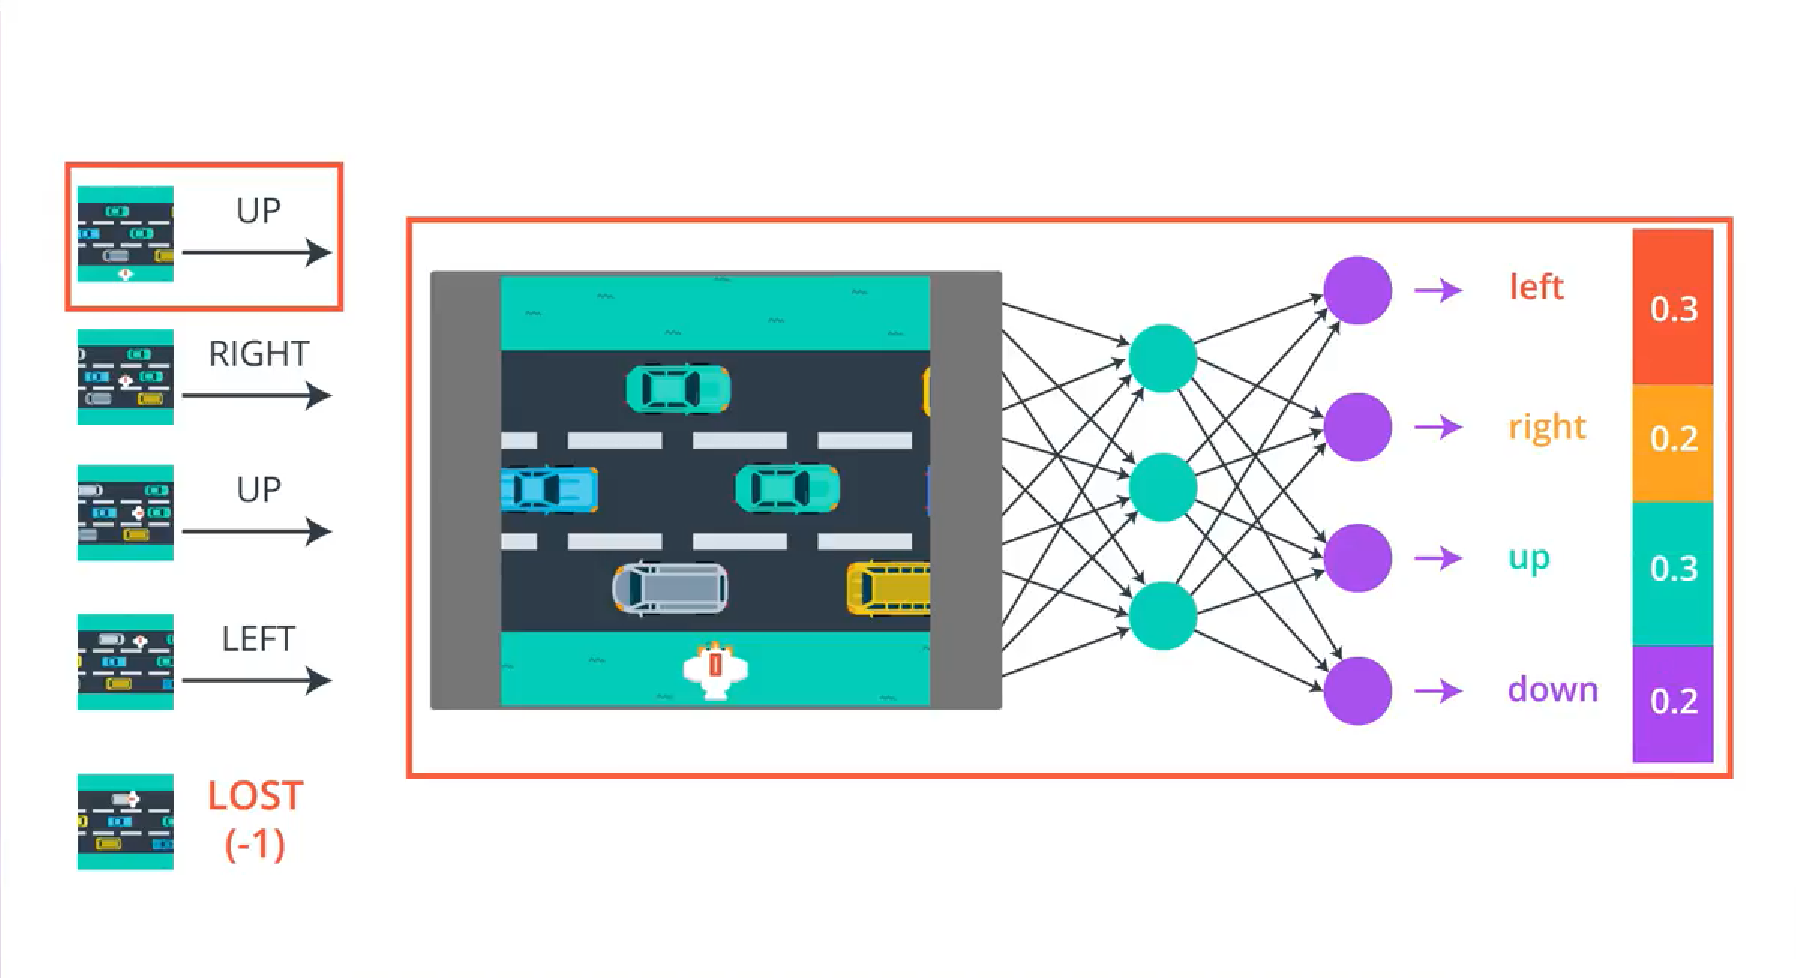 UP
RIGHT
UP
LEFT
LOST
(-1)
left
0.3
right
0.2
up
0.3
down
0.2